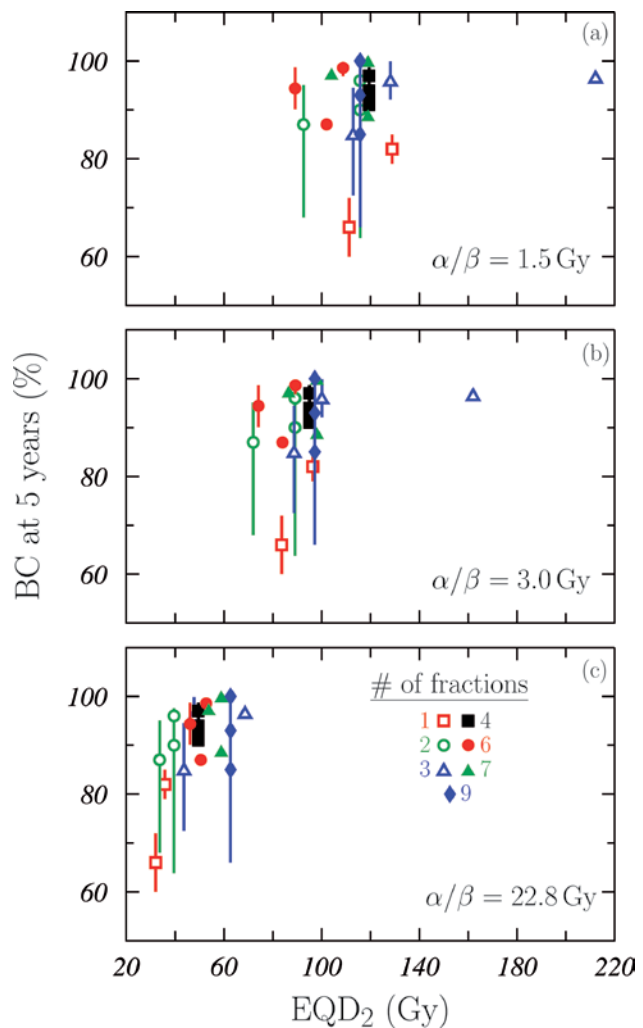 (a)
100
80
60
α/β = 1.5 Gy
(b)
100
80
60
α/β = 3.0 Gy
BC at 5 years (%)
(c)
# of fractions
1 4
2 6
3 7
9
100
80
60
α/β = 22.8 Gy
20 60 100 140 180 220
EQD₂ (Gy)